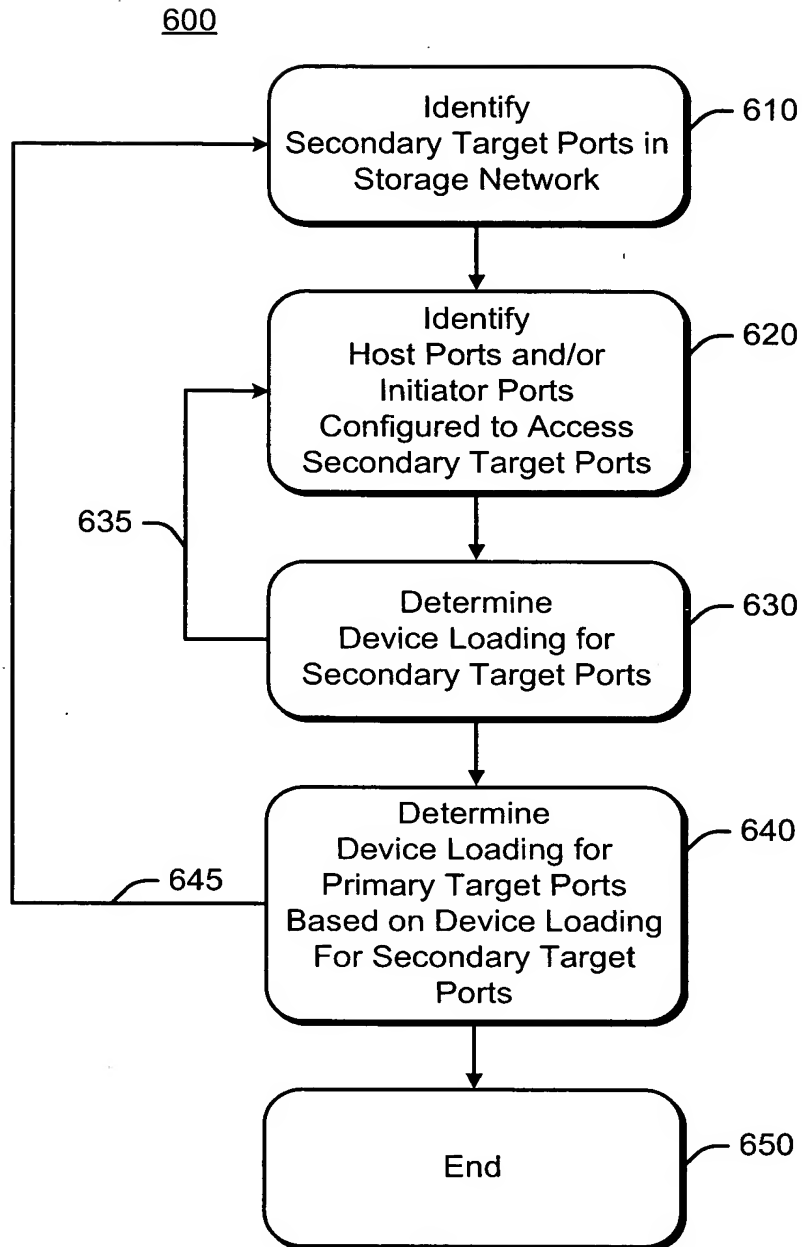 600
Identify
Secondary Target Ports in
Storage Network
610
Identify
Host Ports and/or
Initiator Ports
Configured to Access
Secondary Target Ports
620
635
Determine
Device Loading for
Secondary Target Ports
630
Determine
Device Loading for
Primary Target Ports
Based on Device Loading
For Secondary Target
Ports
640
645
End
650